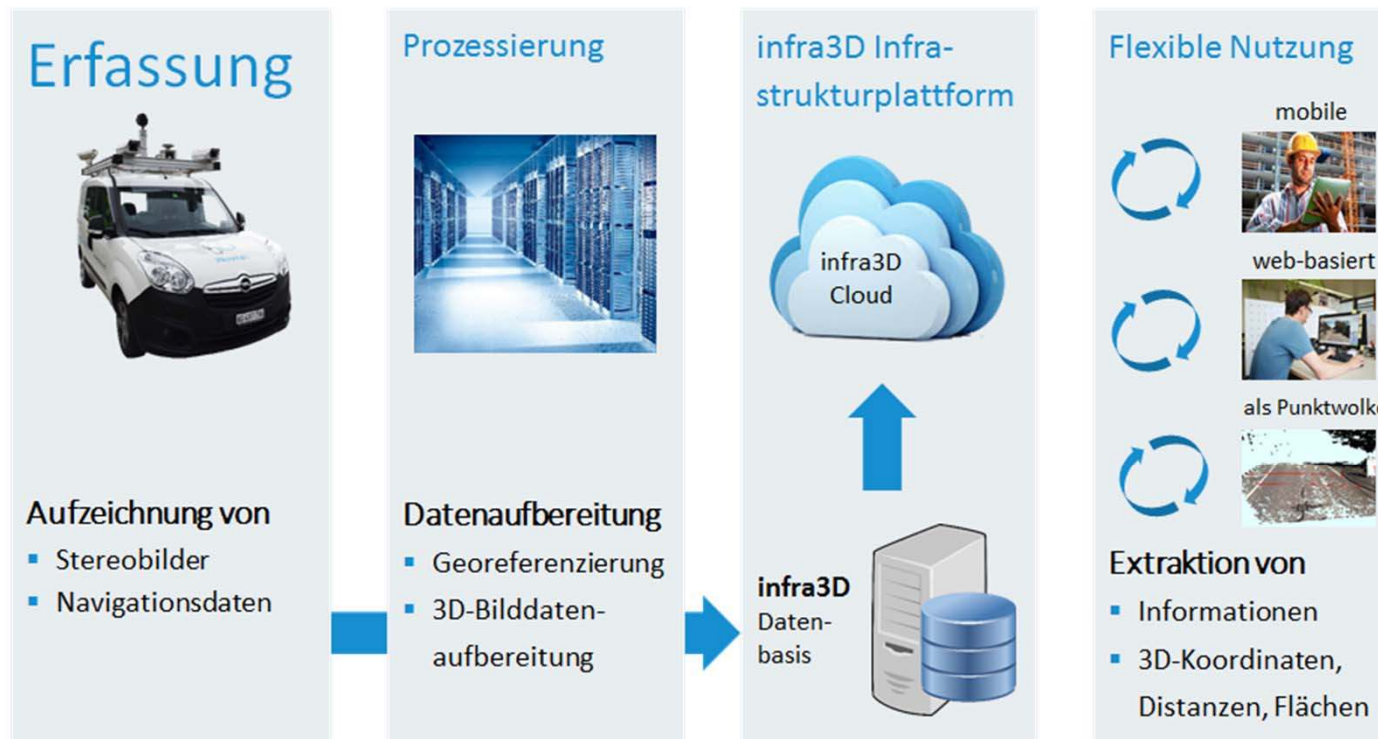 Erfassung
Aufzeichnung von
▪ Stereobilder
▪ Navigationsdaten
Prozessierung
Datenaufbereitung
▪ Georeferenzierung
▪ 3D-Bilddaten-
aufbereitung
infra3D Infra-
strukturplattform
infra3D
Cloud
infra3D
Daten-
basis
Flexible Nutzung
mobile
web-basiert
als Punktwolke
Extraktion von
▪ Informationen
▪ 3D-Koordinaten,
Distanzen, Flächen